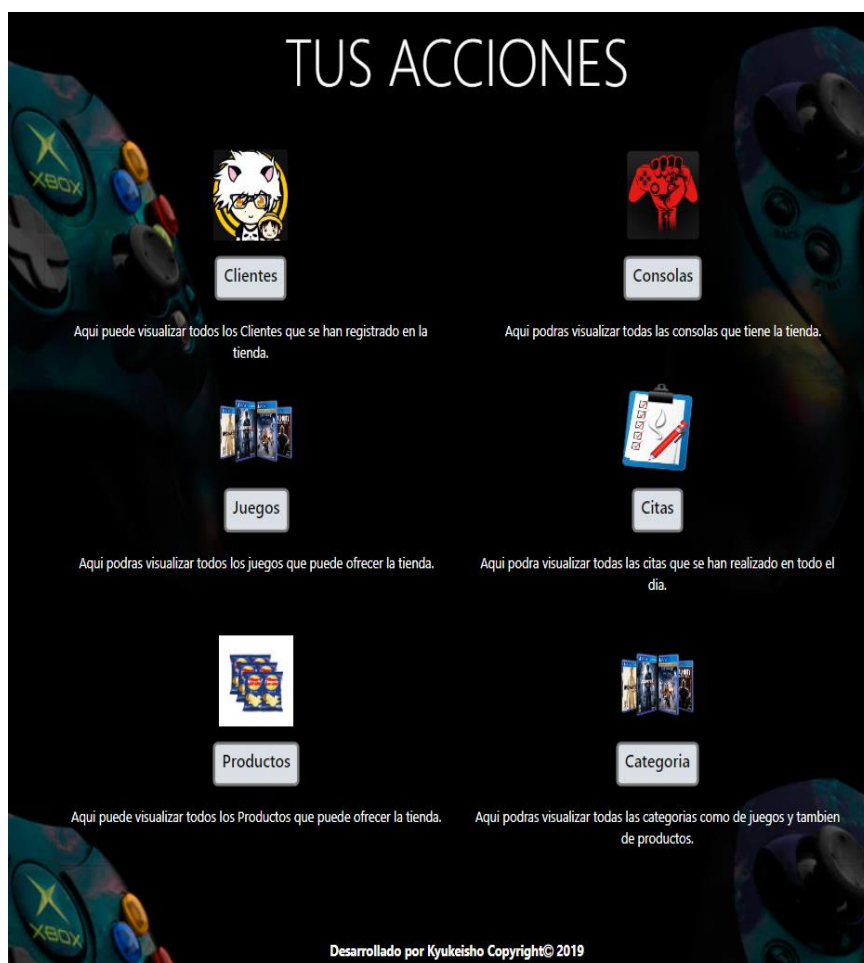 TUS ACCIONES
XBOX
BACK
Clientes
Consolas
Aqui puede visualizar todos los Clientes que se han registrado en la
tienda.
Aqui podras visualizar todas las consolas que tiene la tienda.
Juegos
Citas
Aqui podras visualizar todos los juegos que puede ofrecer la tienda.
Aqui podra visualizar todas las citas que se han realizado en todo el
dia.
Productos
Categoria
Aqui puede visualizar todos los Productos que puede ofrecer la tienda.
Aqui podras visualizar todas las categorias como de juegos y tambien
de productos.
XBOX
Desarrollado por Kyukeisho Copyright© 2019